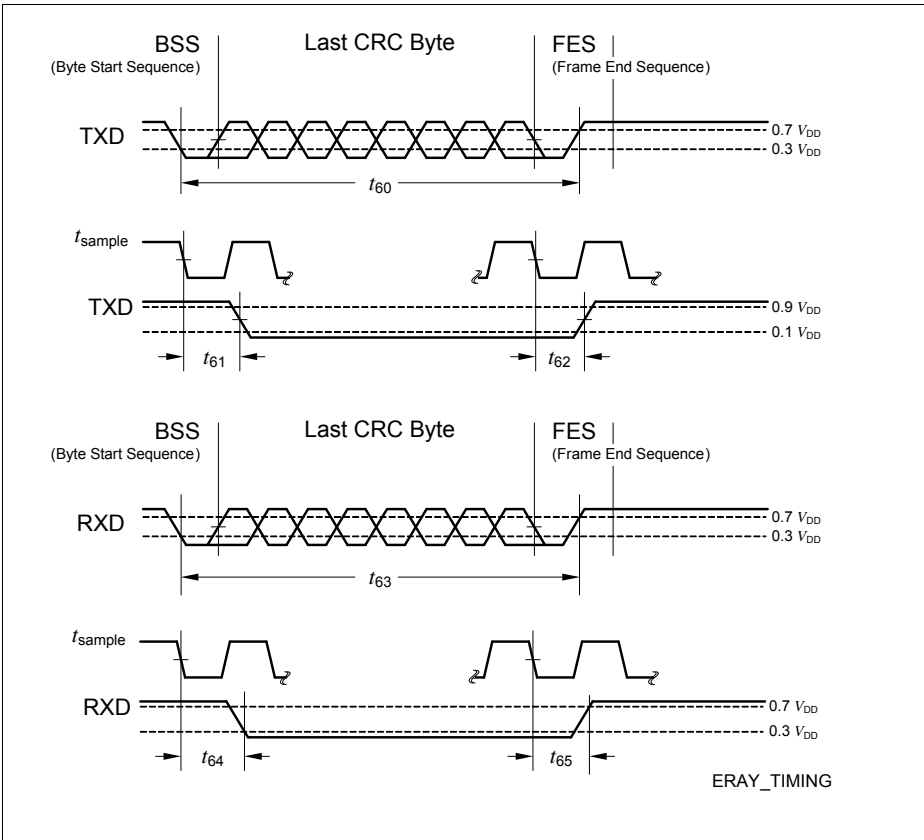 BSS Last CRC Byte FES
(Byte Start Sequence) (Frame End Sequence)
TXD
0.7 VDD
0.3 VDD
t60
tsample
TXD
0.9 VDD
0.1 VDD
t61 t62
BSS Last CRC Byte FES
(Byte Start Sequence) (Frame End Sequence)
RXD
0.7 VDD
0.3 VDD
t63
tsample
RXD
0.7 VDD
0.3 VDD
t64 t65
ERAY_TIMING